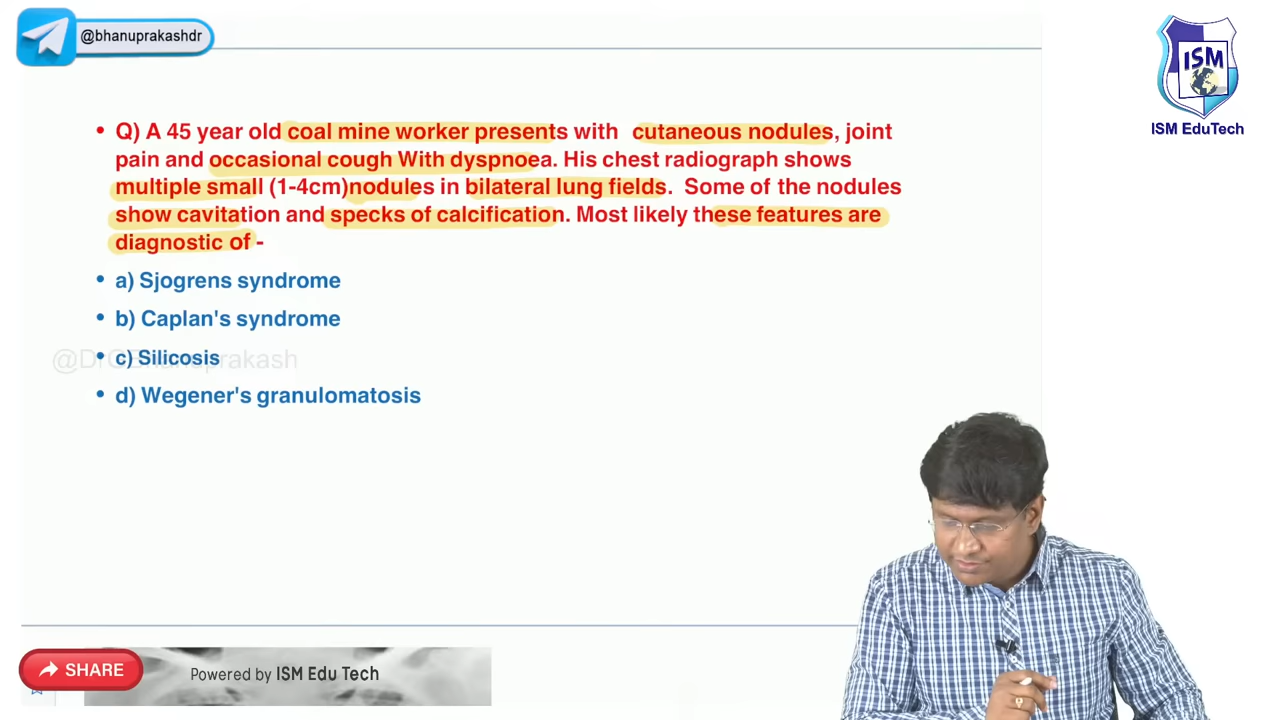 @bhanuprakashdr
ISM
ISM EduTech
• Q) A 45 year old coal mine worker presents with cutaneous nodules, joint
pain and occasional cough With dyspnoea. His chest radiograph shows
multiple small (1-4cm)nodules in bilateral lung fields. Some of the nodules
show cavitation and specks of calcification. Most likely these features are
diagnostic of -
• a) Sjogrens syndrome
• b) Caplan's syndrome
• c) Silicosis
• d) Wegener's granulomatosis
SHARE
Powered by ISM Edu Tech